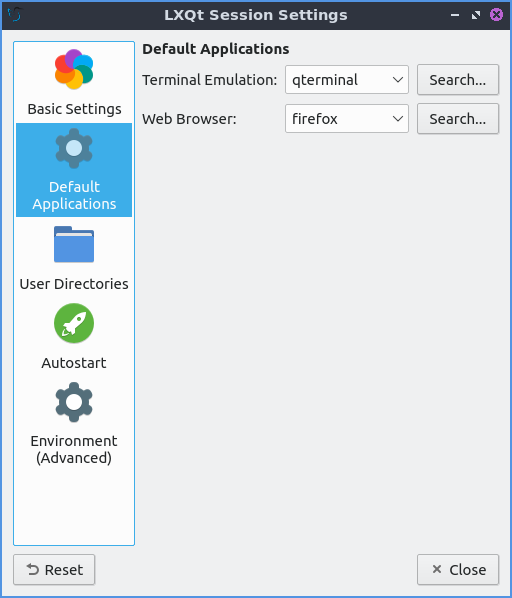 LXQt Session Settings
Basic Settings
Default
Applications
User Directories
Autostart
Environment
(Advanced)
Default Applications
Terminal Emulation: qterminal Search...
Web Browser: firefox Search...
Reset Close